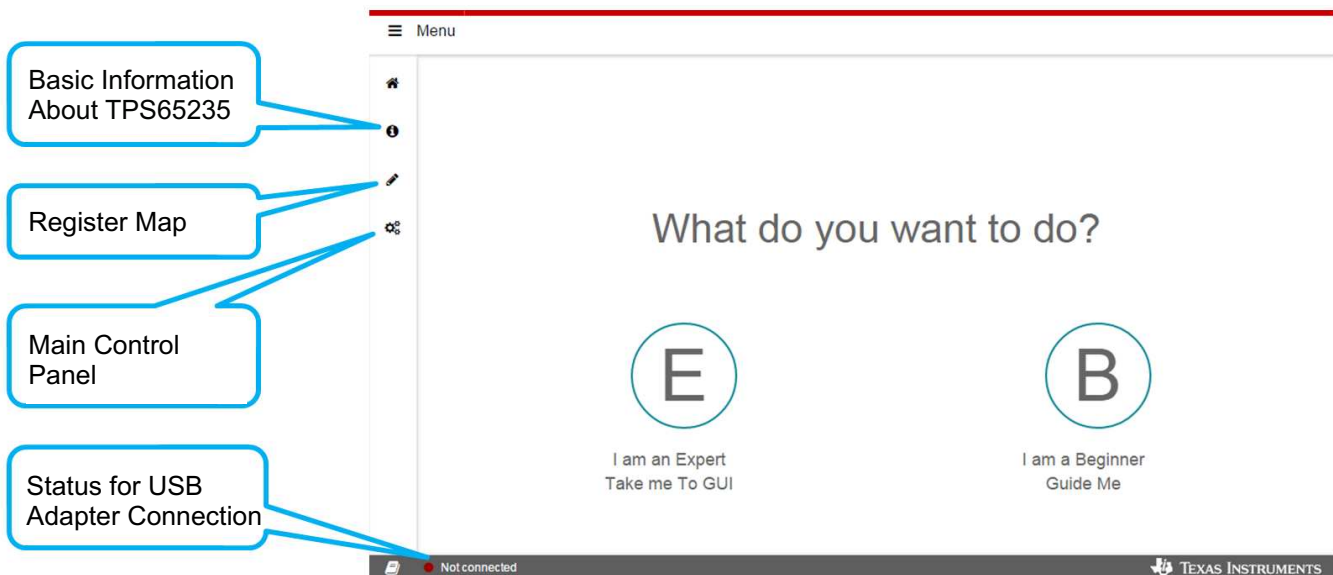 Menu
Basic Information
About TPS65235
Register Map
Main Control
Panel
Status for USB
Adapter Connection
What do you want to do?
E
B
I am an Expert
Take me To GUI
I am a Beginner
Guide Me
Not connected
TEXAS INSTRUMENTS